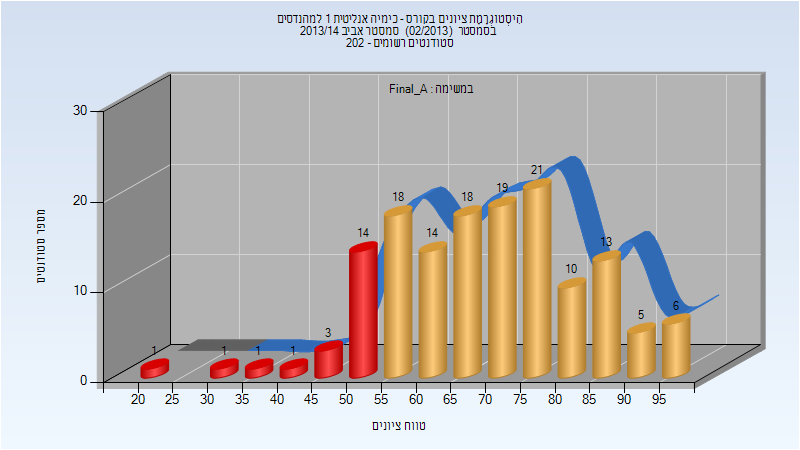 הִיסְטוֹגְרָמַת ציונים בקורס - כימיה אנליטית 1 למהנדסים
בסמסטר (02/2013) סמסטר אביב 2013/14
סטודנטים רשומים - 202
במשימה : Final_A
מספר סטודנטים
30
20
10
0
1
1
1
1
3
14
18
14
18
19
21
10
13
5
6
20 25 30 35 40 45 50 55 60 65 70 75 80 85 90 95
טווח ציונים